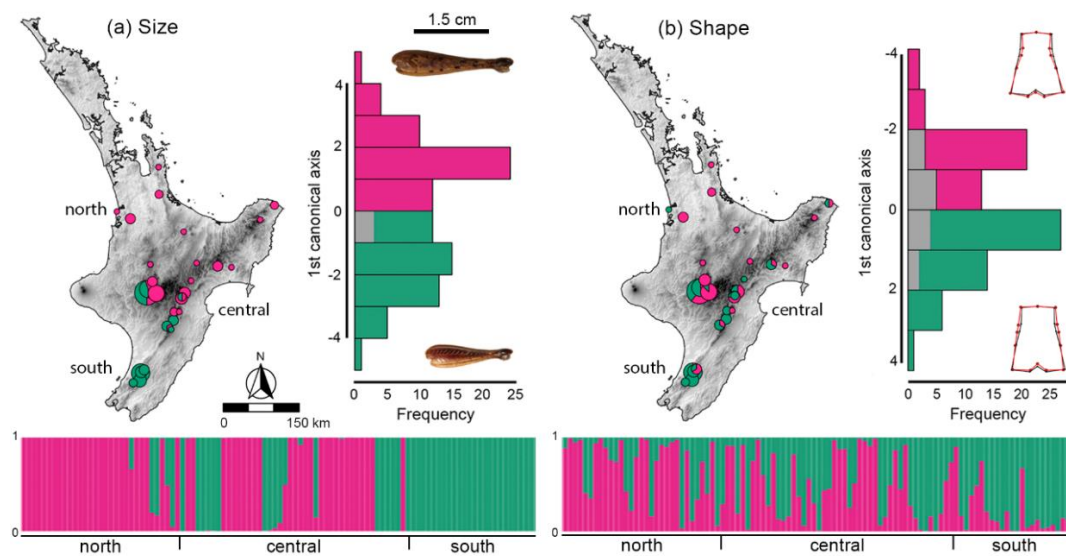 (a) Size
1.5 cm
north
central
south
N
0 150 km
1st canonical axis
4
2
0
-2
-4
0 5 10 15 20 25
Frequency
1
0
north central south
(b) Shape
north
central
south
1st canonical axis
-4
-2
0
2
4
0 5 10 15 20 25
Frequency
1
0
north central south